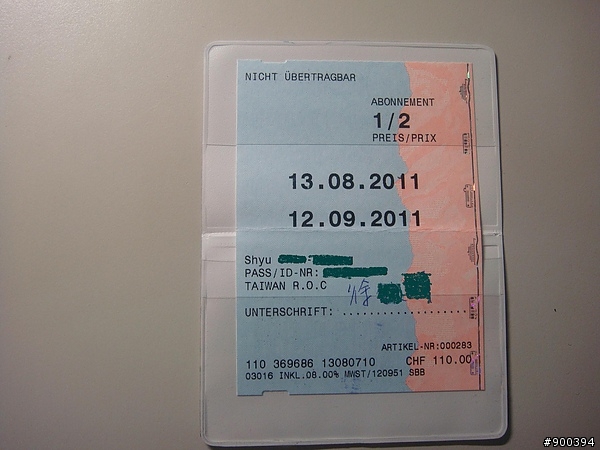 NICHT ÜBERTRAGBAR
ABONNEMENT
1/2
PREIS/PRIX
13.08.2011
12.09.2011
Shyu
PASS/ID-NR:
TAIWAN R.O.C
徐
UNTERSCHRIFT:
ARTIKEL-NR:000283
110 369686 13080710 CHF 110.00
03016 INKL.08.00% MWST/120951 SBB
#900394